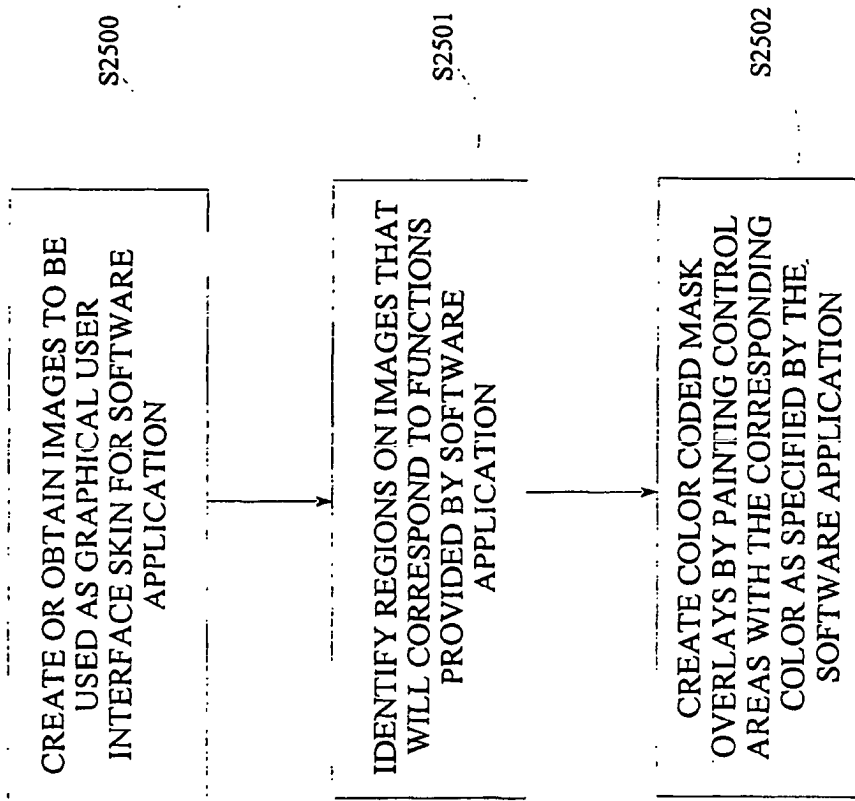 CREATE OR OBTAIN IMAGES TO BE
USED AS GRAPHICAL USER
INTERFACE SKIN FOR SOFTWARE
APPLICATION
S2500
IDENTIFY REGIONS ON IMAGES THAT
WILL CORRESPOND TO FUNCTIONS
PROVIDED BY SOFTWARE
APPLICATION
S2501
CREATE COLOR CODED MASK
OVERLAYS BY PAINTING CONTROL
AREAS WITH THE CORRESPONDING
COLOR AS SPECIFIED BY THE
SOFTWARE APPLICATION
S2502